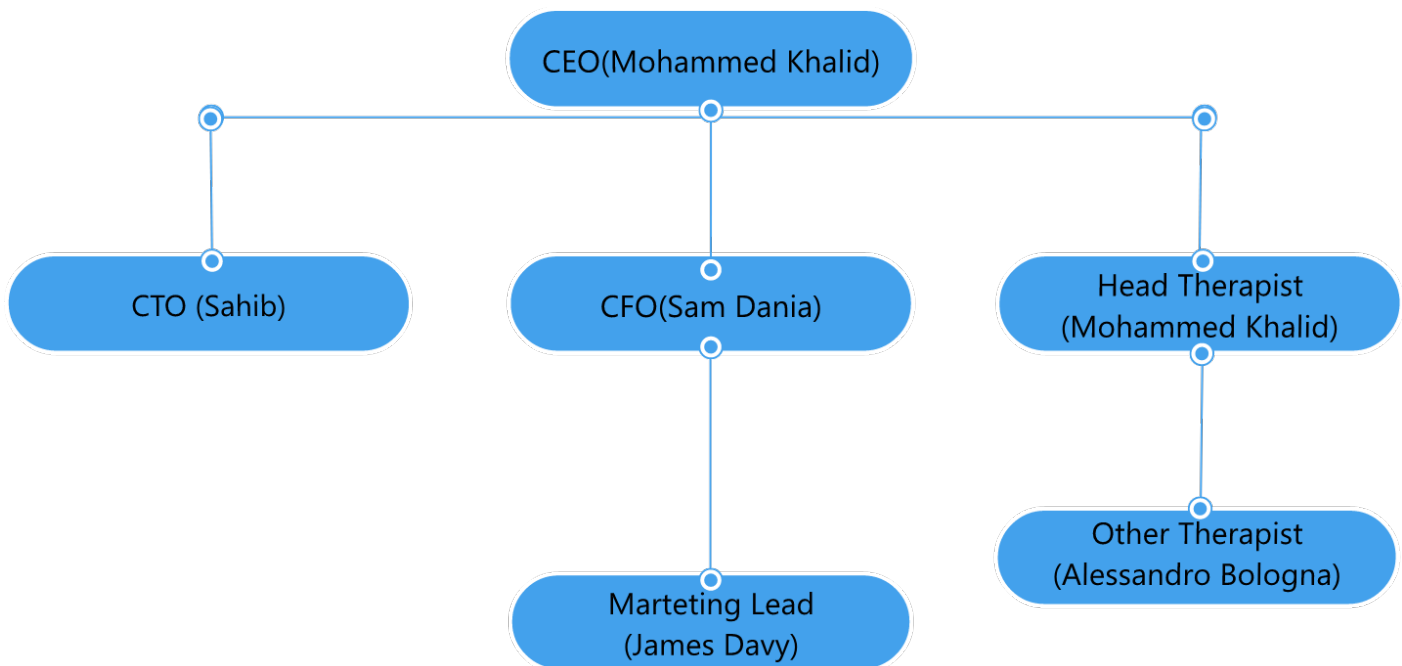 CEO(Mohammed Khalid)
CTO (Sahib)
CFO(Sam Dania)
Head Therapist
(Mohammed Khalid)
Other Therapist
(Alessandro Bologna)
Marteting Lead
(James Davy)